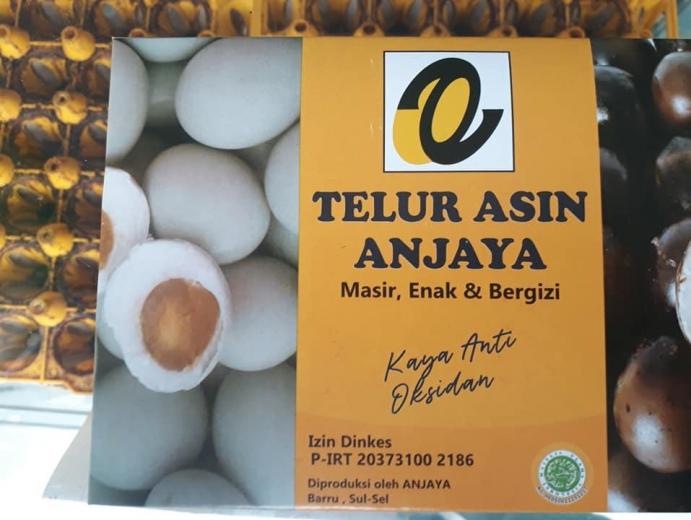 TELUR ASIN
ANJAYA
Masir, Enak & Bergizi
Kaya Anti
Oksidan
Izin Dinkes
P-IRT 20373100 2186
Diproduksi oleh ANJAYA
Barru , Sul-Sel